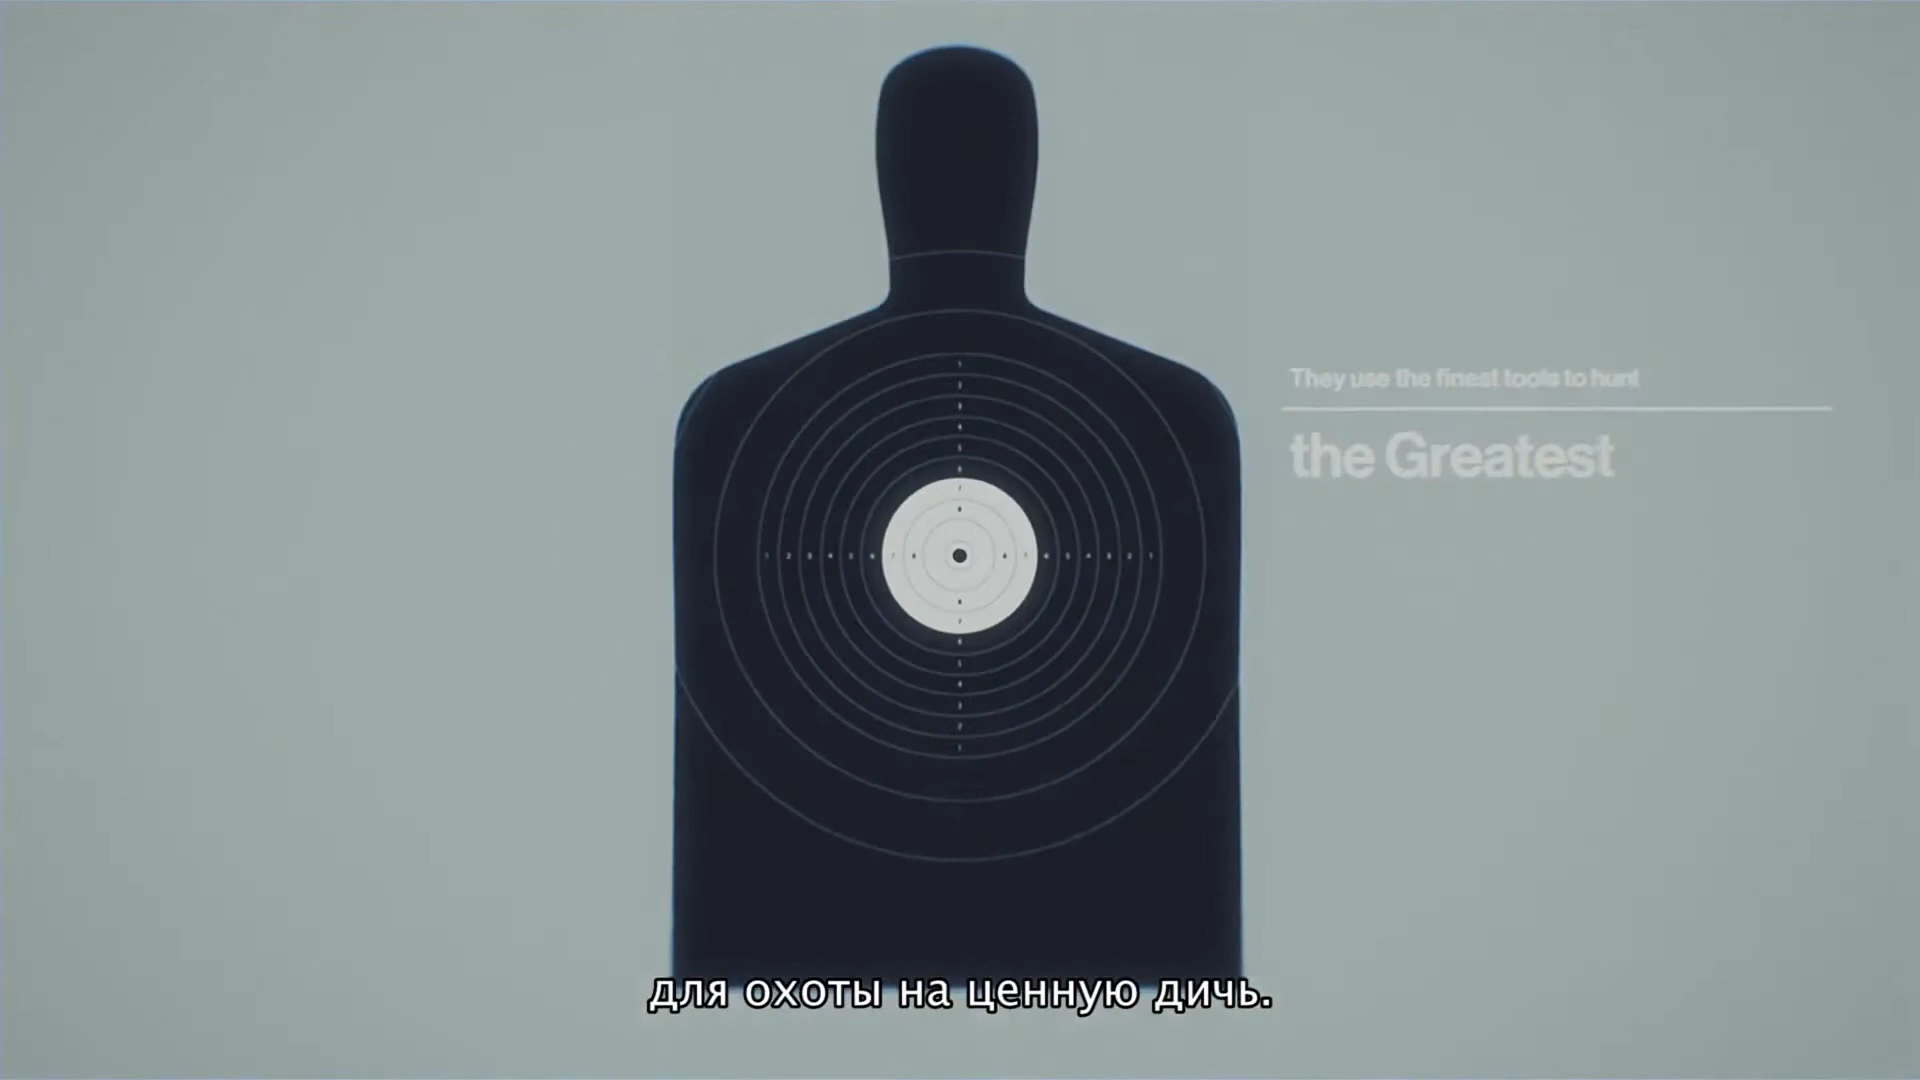 They use the finest tools to hunt
the Greatest
для охоты на ценную дичь.